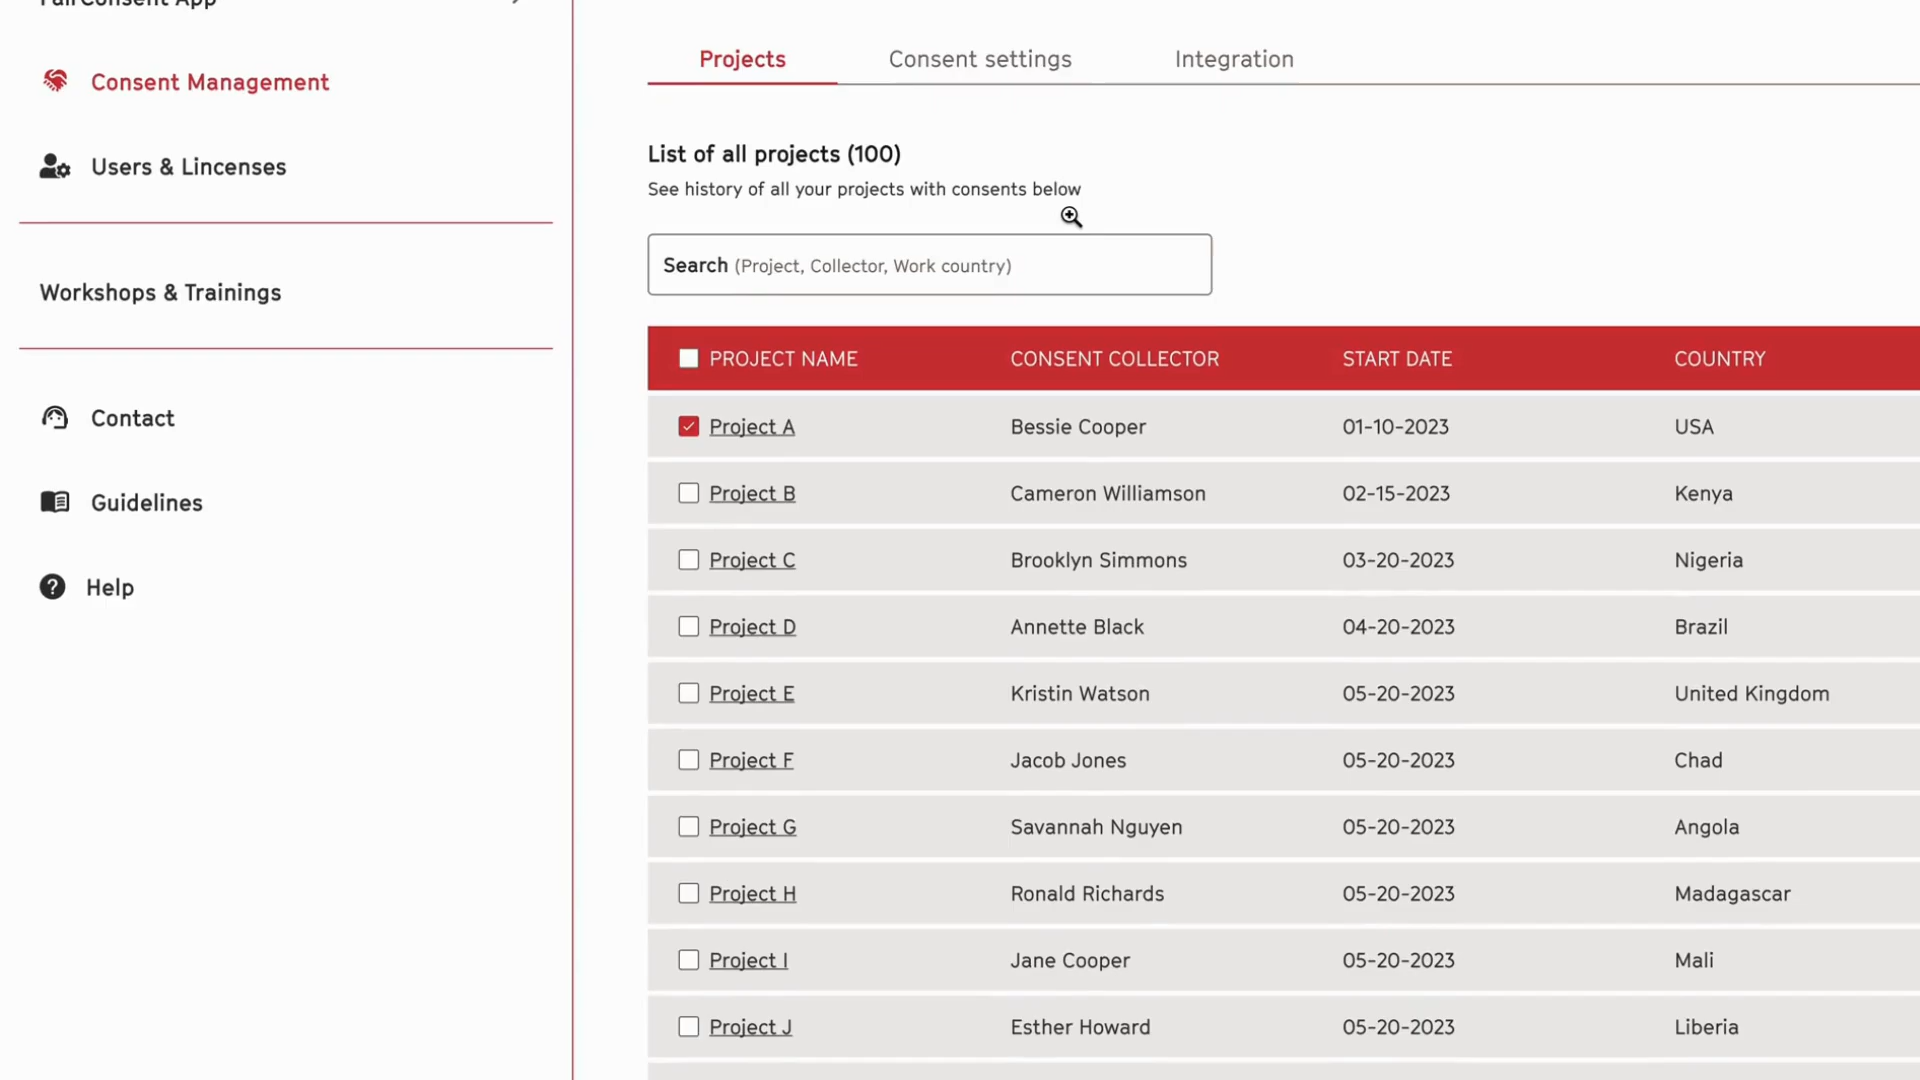 Consent Management
Users & Lincenses
Workshops & Trainings
Contact
Guidelines
Help
Projects Consent settings Integration
List of all projects (100)
See history of all your projects with consents below
Search (Project, Collector, Work country)
PROJECT NAME CONSENT COLLECTOR START DATE COUNTRY
Project A Bessie Cooper 01-10-2023 USA
Project B Cameron Williamson 02-15-2023 Kenya
Project C Brooklyn Simmons 03-20-2023 Nigeria
Project D Annette Black 04-20-2023 Brazil
Project E Kristin Watson 05-20-2023 United Kingdom
Project F Jacob Jones 05-20-2023 Chad
Project G Savannah Nguyen 05-20-2023 Angola
Project H Ronald Richards 05-20-2023 Madagascar
Project I Jane Cooper 05-20-2023 Mali
Project J Esther Howard 05-20-2023 Liberia